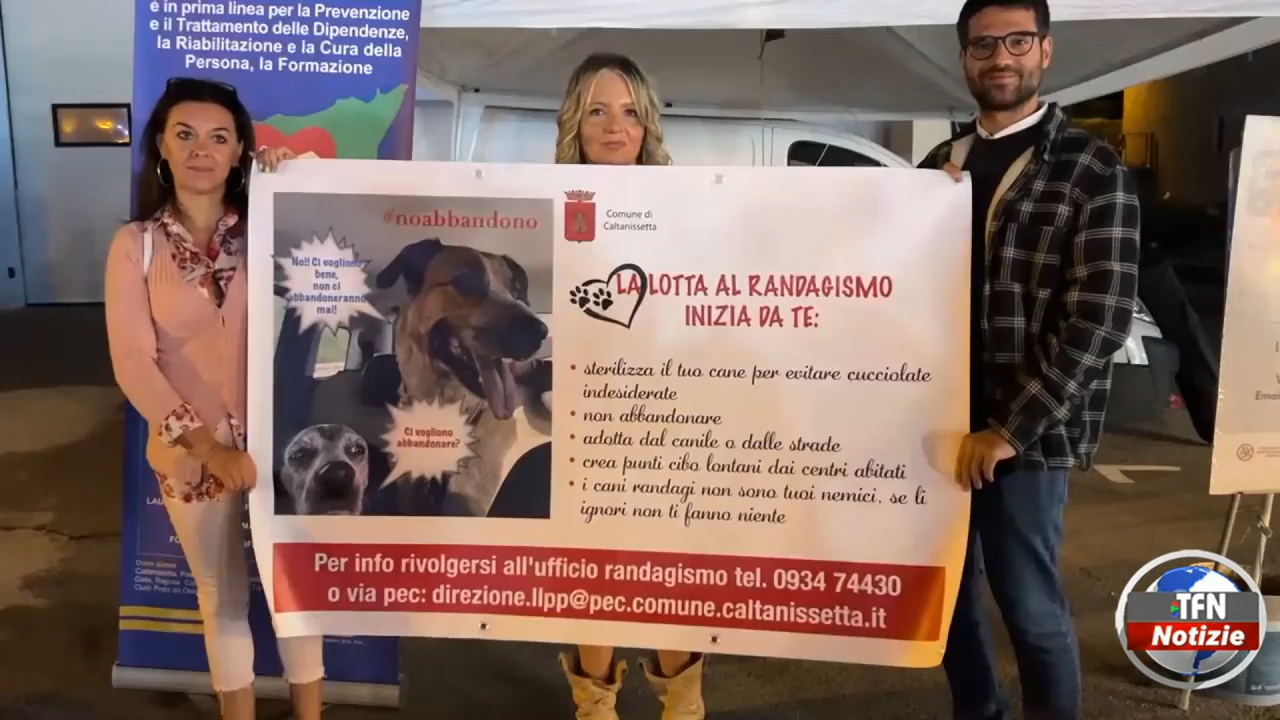 è in prima linea per la Prevenzione
e il Trattamento delle Dipendenze,
la Riabilitazione e la Cura della
Persona, la Formazione
#noabbandono
No!! Ci vogliono
bene,
non ci
abbandoneranno
mai!
Ci vogliono
abbandonare?
Comune di
Caltanissetta
LA LOTTA AL RANDAGISMO
INIZIA DA TE:
• sterilizza il tuo cane per evitare cucciolate
indesiderate
• non abbandonare
• adotta dal canile o dalle strade
• crea punti cibo lontani dai centri abitati
• i cani randagi non sono tuoi nemici, se li
ignori non ti fanno niente
Per info rivolgersi all'ufficio randagismo tel. 0934 74430
o via pec: direzione.llpp@pec.comune.caltanissetta.it
Emai
TFN
Notizie